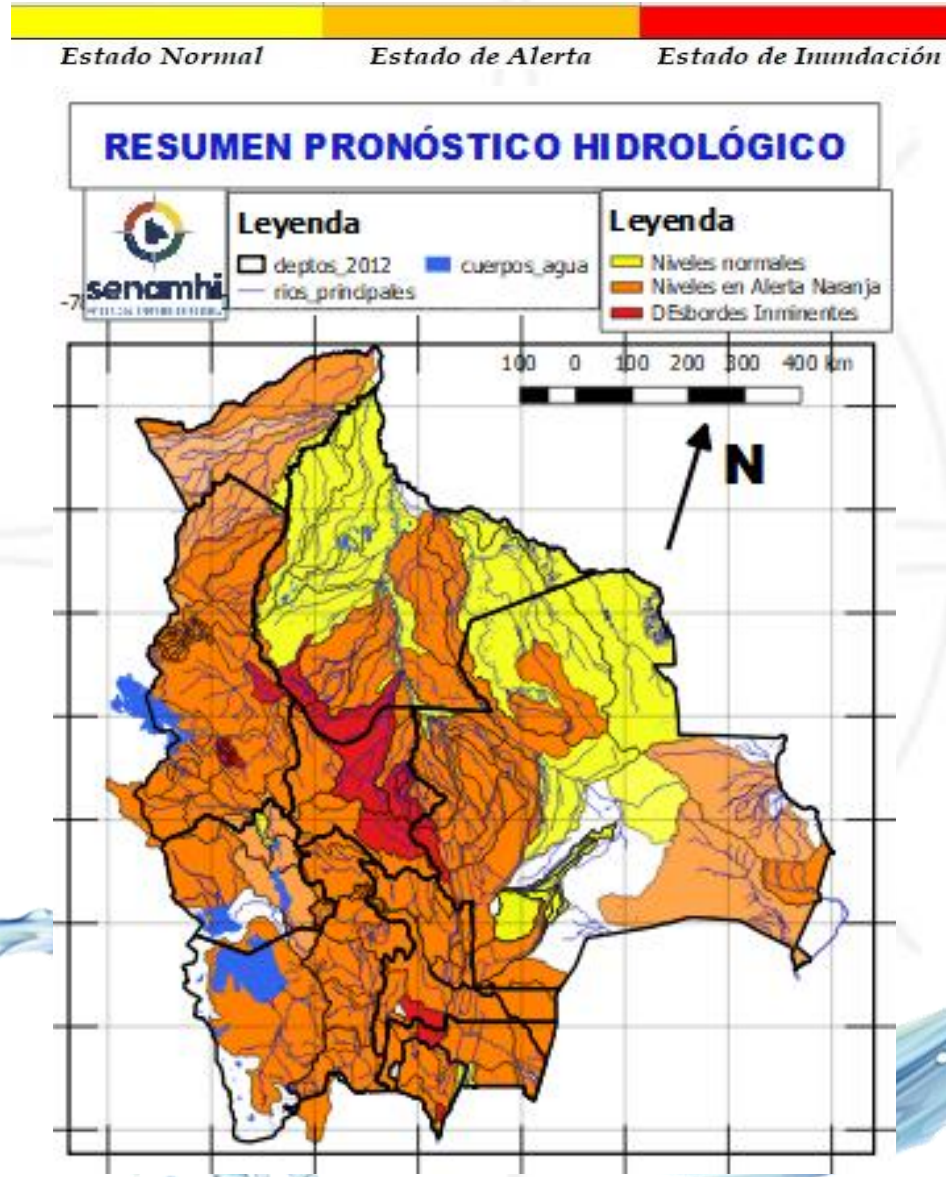 Estado Normal Estado de Alerta Estado de Inundación
RESUMEN PRONÓSTICO HIDROLÓGICO
senamhi
Leyenda
deptos_2012 cuerpos_agua
rios_principales
Leyenda
Niveles normales
Niveles en Alerta Naranja
DEsbordes Inminentes
100 0 100 200 300 400 km
N